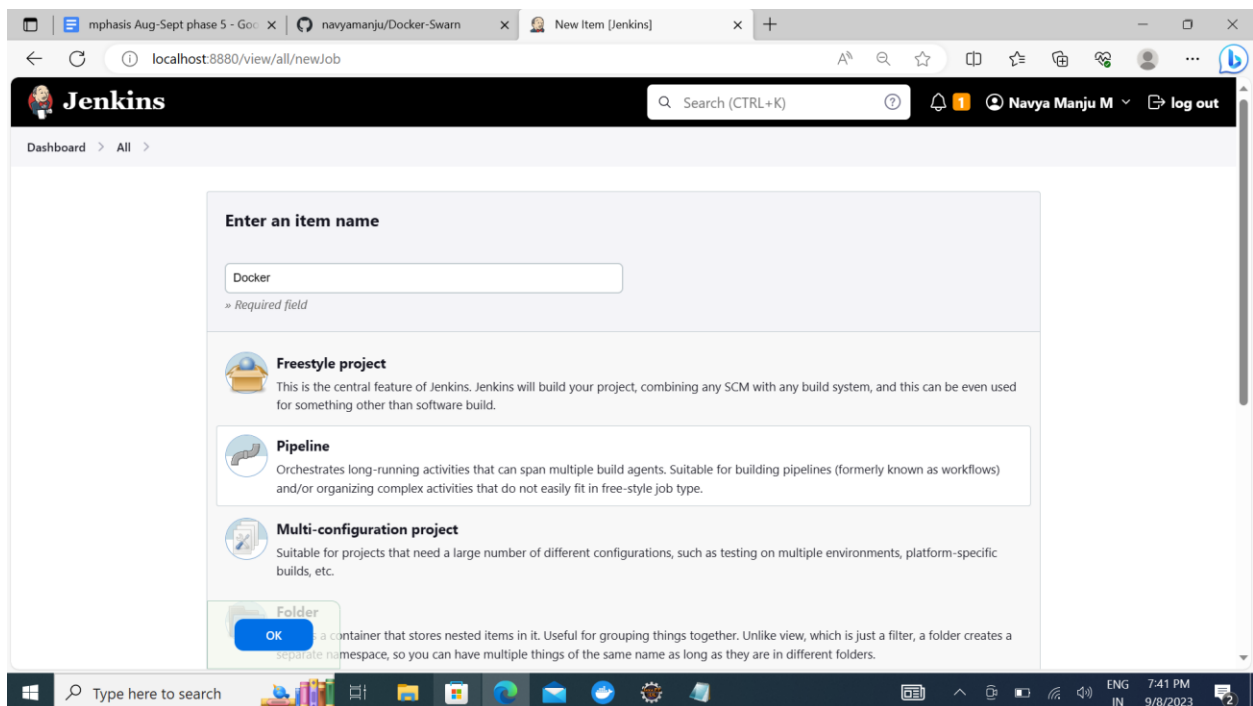 mphasis Aug-Sept phase 5 - Goo
navyamanju/Docker-Swarn
New Item [Jenkins]
localhost:8880/view/all/newJob
Jenkins
Search (CTRL+K)
1
Navya Manju M
log out
Dashboard > All >
Enter an item name
Docker
» Required field
Freestyle project
This is the central feature of Jenkins. Jenkins will build your project, combining any SCM with any build system, and this can be even used
for something other than software build.
Pipeline
Orchestrates long-running activities that can span multiple build agents. Suitable for building pipelines (formerly known as workflows)
and/or organizing complex activities that do not easily fit in free-style job type.
Multi-configuration project
Suitable for projects that need a large number of different configurations, such as testing on multiple environments, platform-specific
builds, etc.
Folder
OK
a container that stores nested items in it. Useful for grouping things together. Unlike view, which is just a filter, a folder creates a
separate namespace, so you can have multiple things of the same name as long as they are in different folders.
Type here to search
ENG
IN
7:41 PM
9/8/2023
2